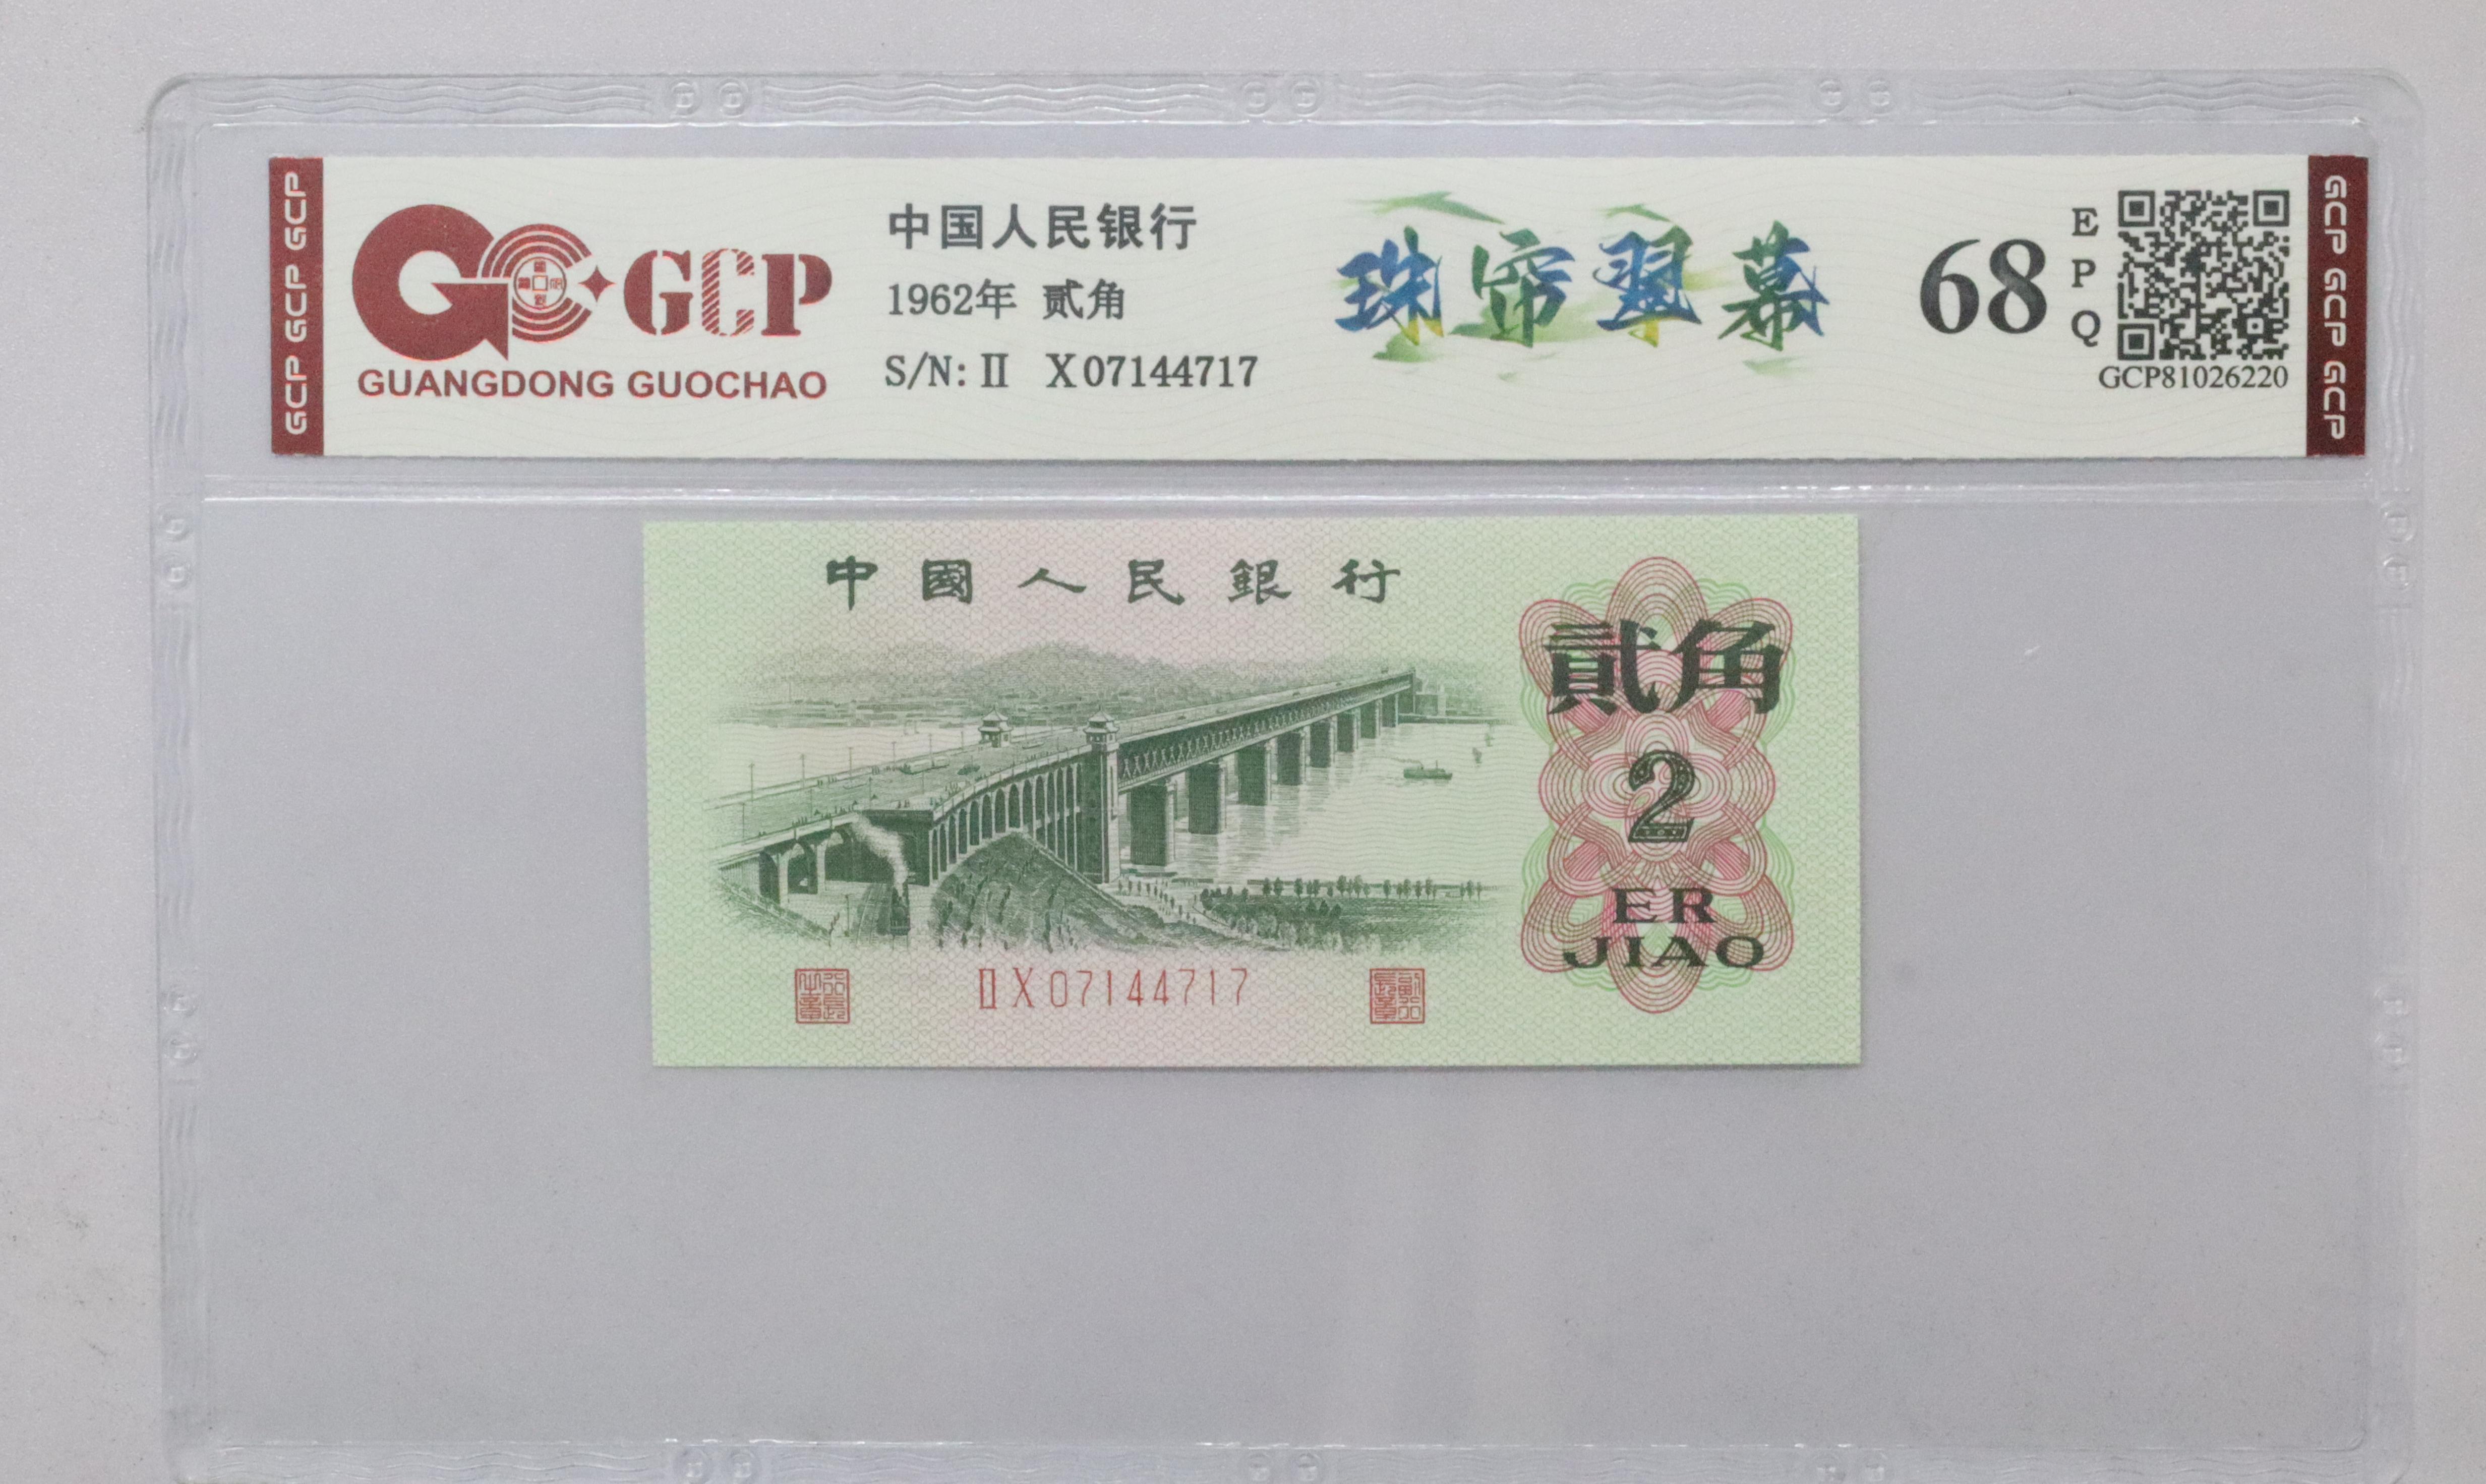 GCP GCP GCP
GCP
GUANGDONG GUOCHAO
中国人民银行
1962年 贰角
S/N: Ⅱ X07144717
珠帘翠幕
68
E
P
Q
GCP81026220
GCP GCP GCP
中國人民銀行
貳角
2
ER
JIAO
ⅡX07144717